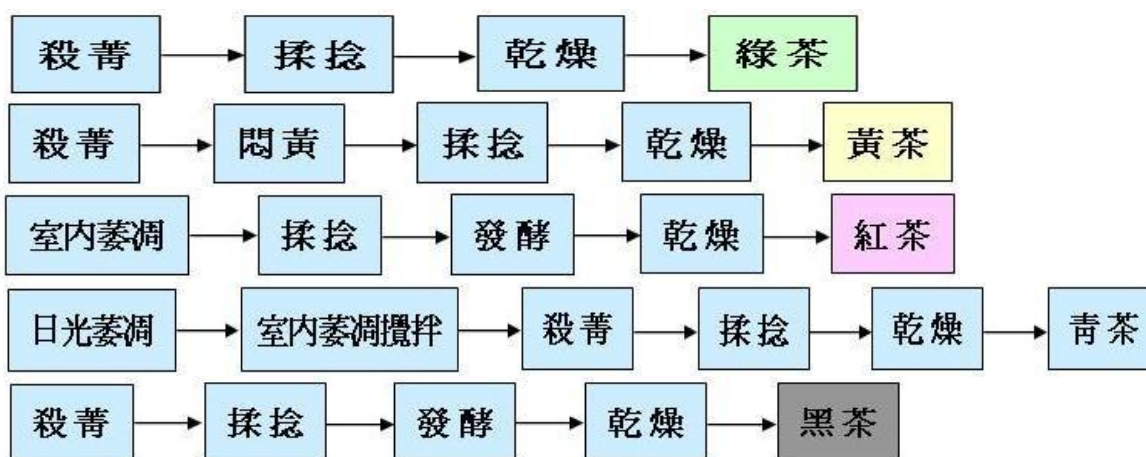 殺菁 揉捻 乾燥 綠茶
殺菁 悶黃 揉捻 乾燥 黃茶
室內萎凋 揉捻 發酵 乾燥 紅茶
日光萎凋 室內萎凋攪拌 殺菁 揉捻 乾燥 青茶
殺菁 揉捻 發酵 乾燥 黑茶